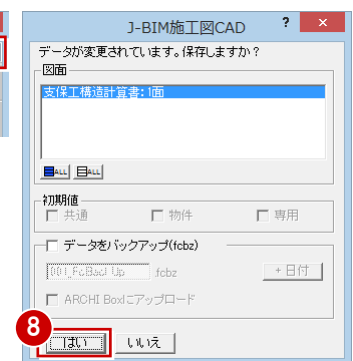 J-BIM施工図CAD
?
×
データが変更されています。保存しますか？
図面
支保工構造計算書：1面
ALL ALL
初期値
共通 物件 専用
データをバックアップ(fcbz)
001_FcBackUp .fcbz +日付
ARCHI Boxにアップロード
8
はい いいえ